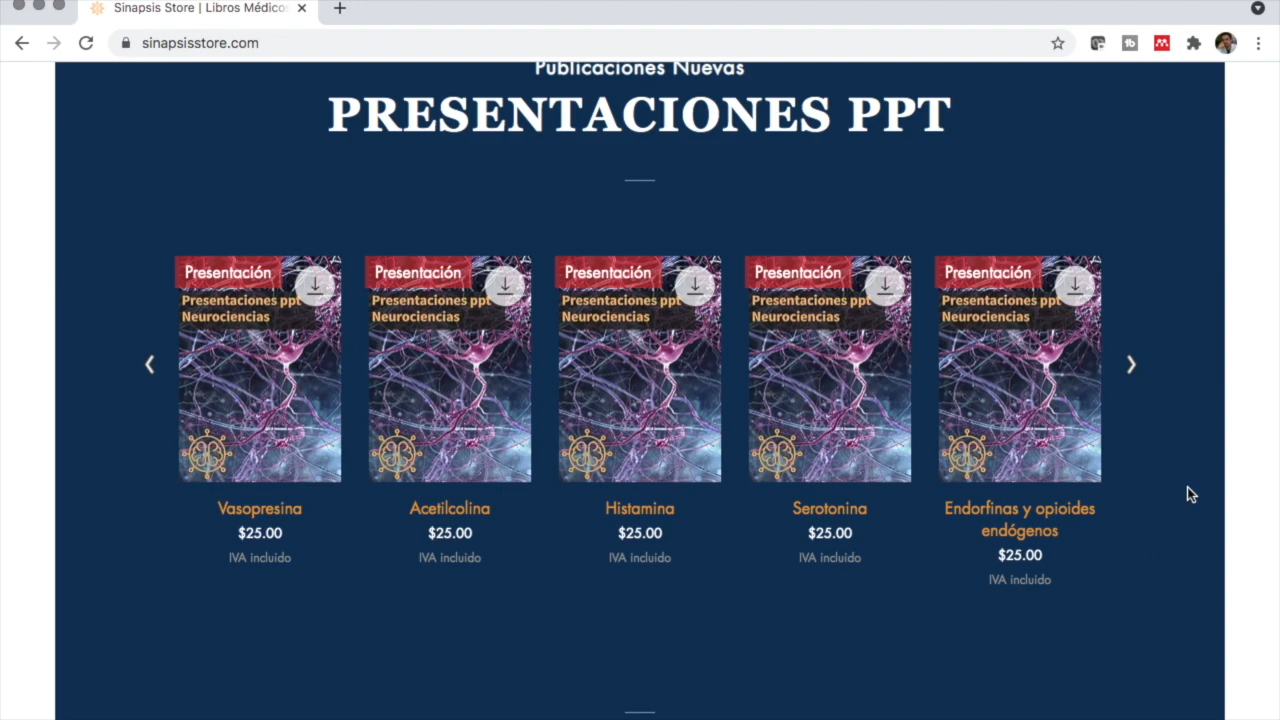 Sinapsis Store | Libros Médicos
sinapsisstore.com
Publicaciones Nuevas
PRESENTACIONES PPT
Presentación
Presentaciones ppt
Neurociencias
Vasopresina
$25.00
IVA incluido
Presentación
Presentaciones ppt
Neurociencias
Acetilcolina
$25.00
IVA incluido
Presentación
Presentaciones ppt
Neurociencias
Histamina
$25.00
IVA incluido
Presentación
Presentaciones ppt
Neurociencias
Serotonina
$25.00
IVA incluido
Presentación
Presentaciones ppt
Neurociencias
Endorfinas y opioides
endógenos
$25.00
IVA incluido